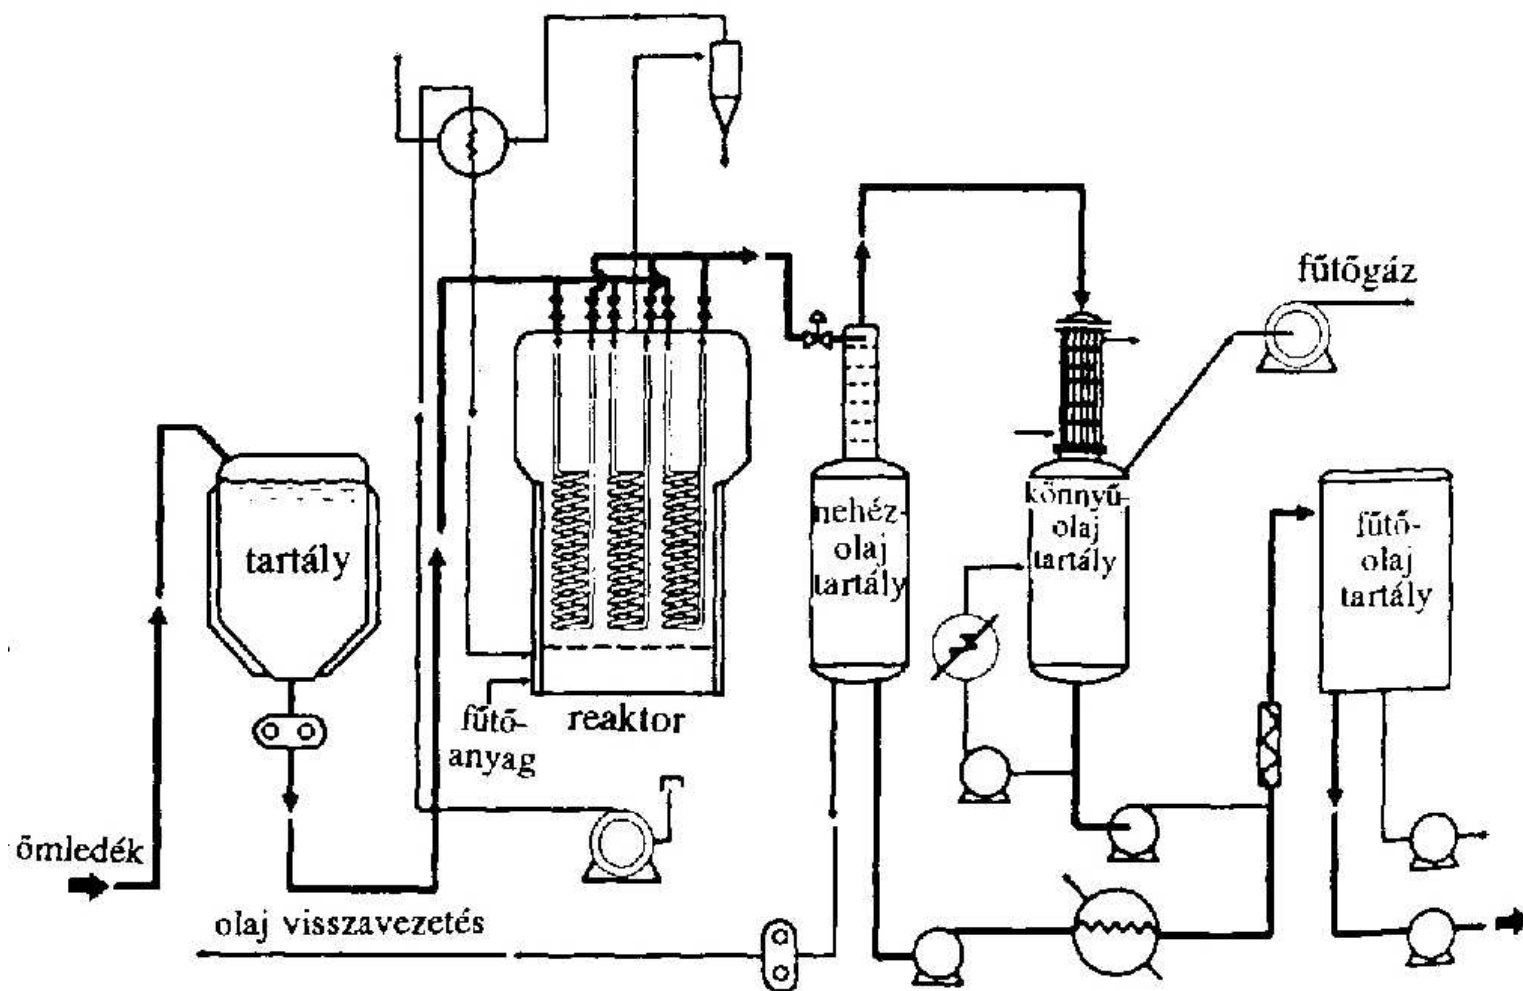 fűtőgáz
tartály
nehéz-
olaj
tartály
könnyű-
olaj
tartály
fűtő-
olaj
tartály
fűtő-
anyag
reaktor
ömledék
olaj visszavezetés